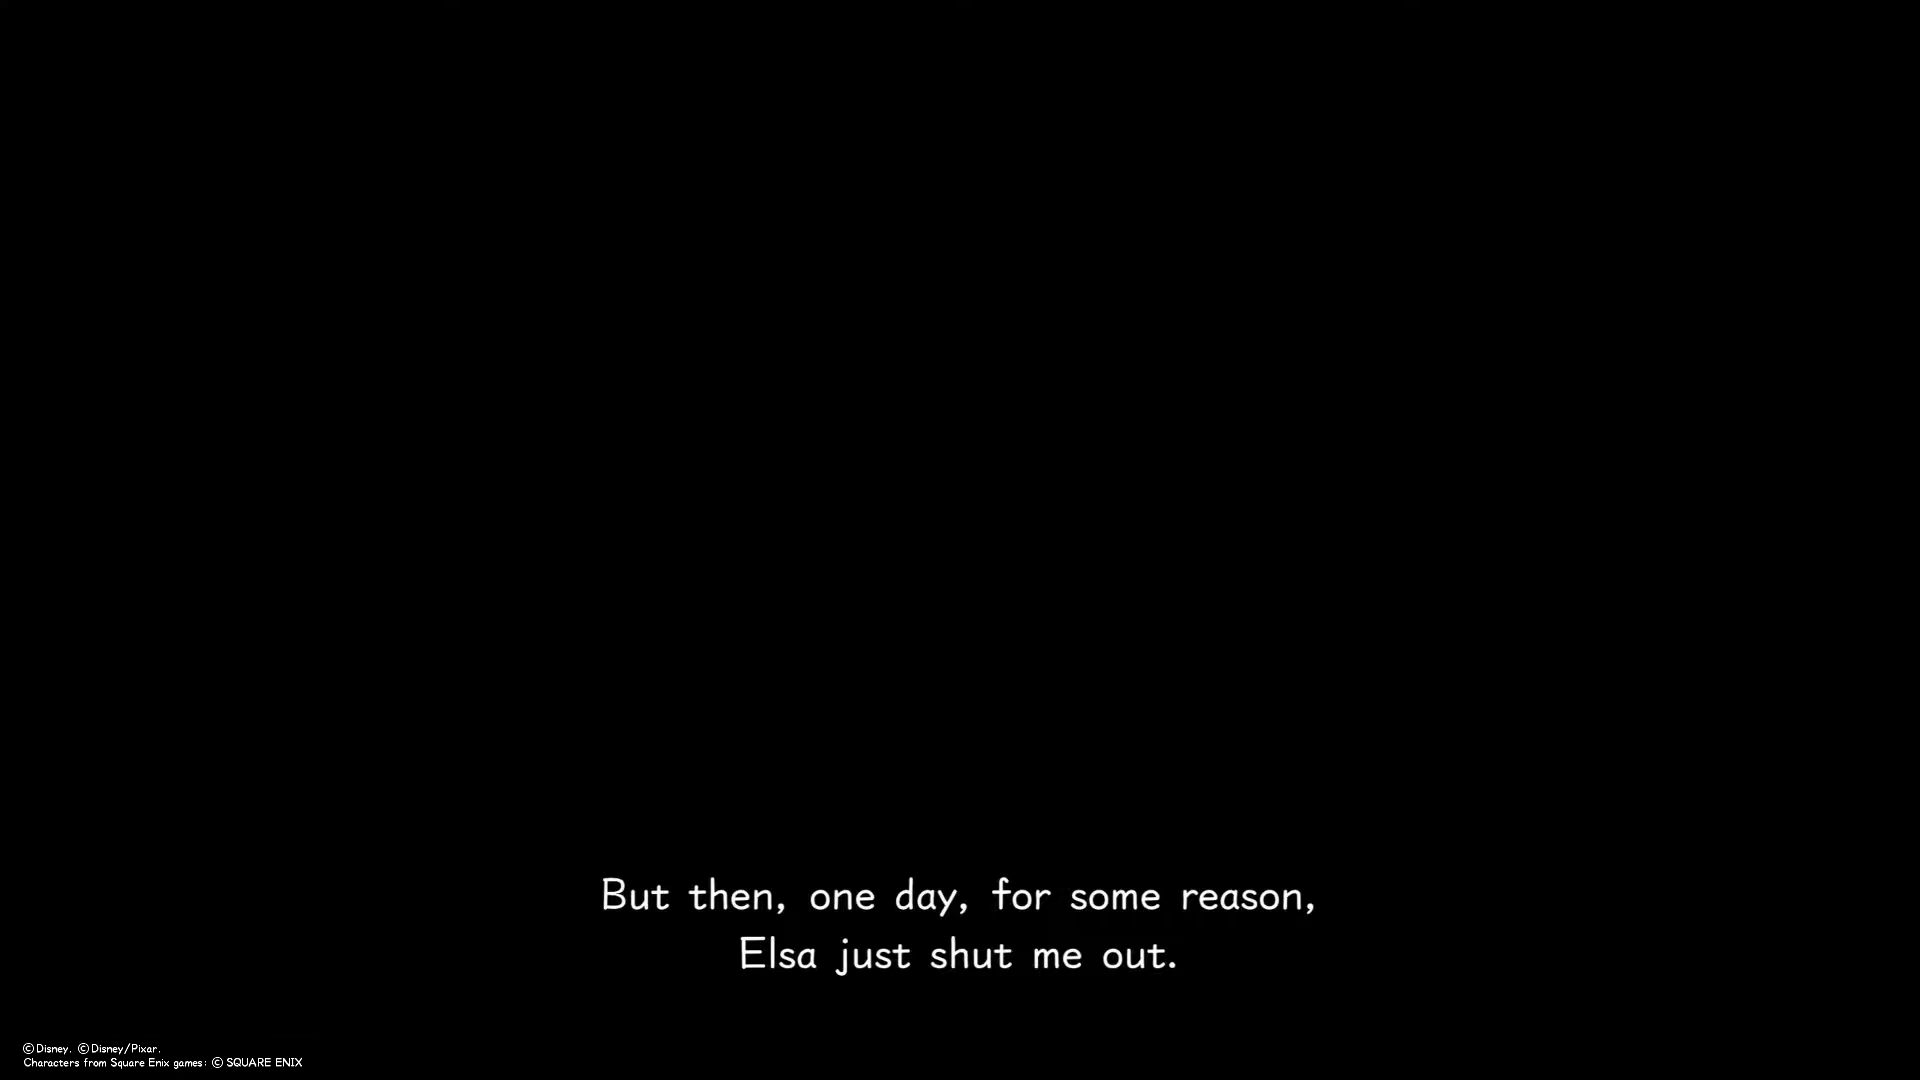 But then, one day, for some reason,
Elsa just shut me out.
©Disney. ©Disney/Pixar.
Characters from Square Enix games: © SQUARE ENIX